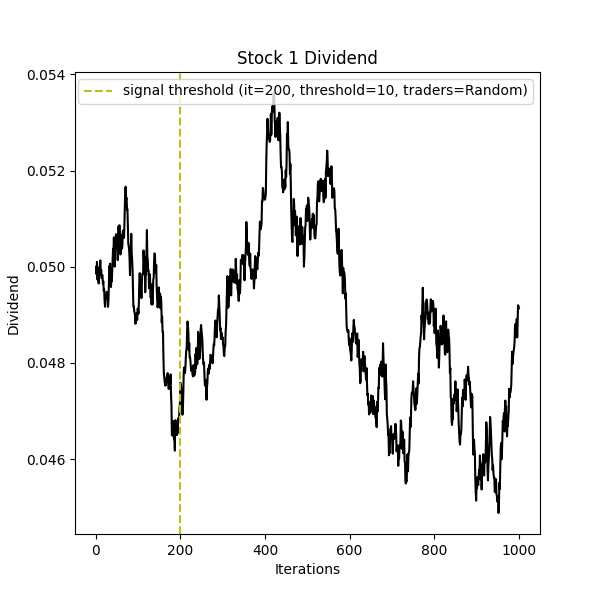 Stock 1 Dividend
signal threshold (it=200, threshold=10, traders=Random)
0.054
0.052
0.050
0.048
0.046
Dividend
0
200
400
600
800
1000
Iterations